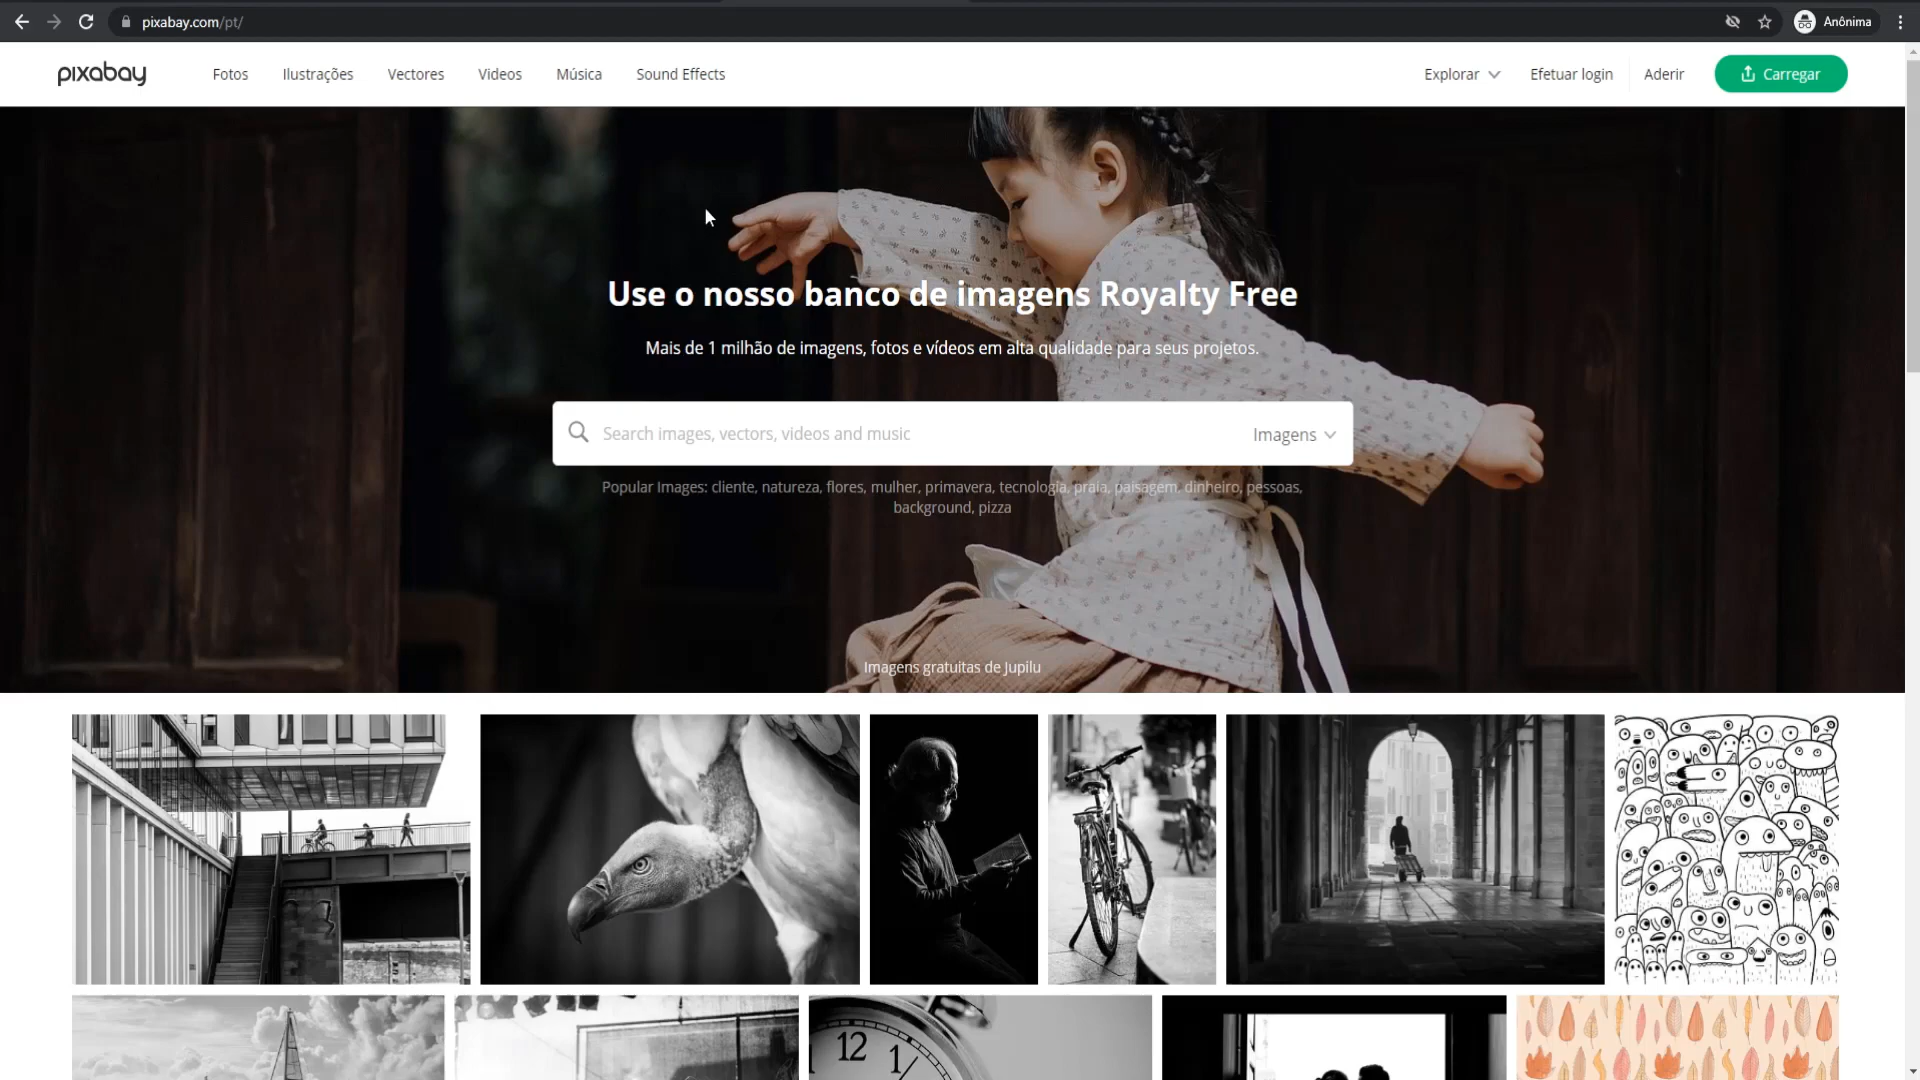 pixabay.com/pt/
Anônima
pixabay
Fotos
Ilustrações
Vectores
Videos
Música
Sound Effects
Explorar
Efetuar login
Aderir
Carregar
Use o nosso banco de imagens Royalty Free
Mais de 1 milhão de imagens, fotos e vídeos em alta qualidade para seus projetos.
Search images, vectors, videos and music
Imagens
Popular Images: cliente, natureza, flores, mulher, primavera, tecnologia, praia, paisagem, dinheiro, pessoas,
background, pizza
Imagens gratuitas de Jupilu
12
1